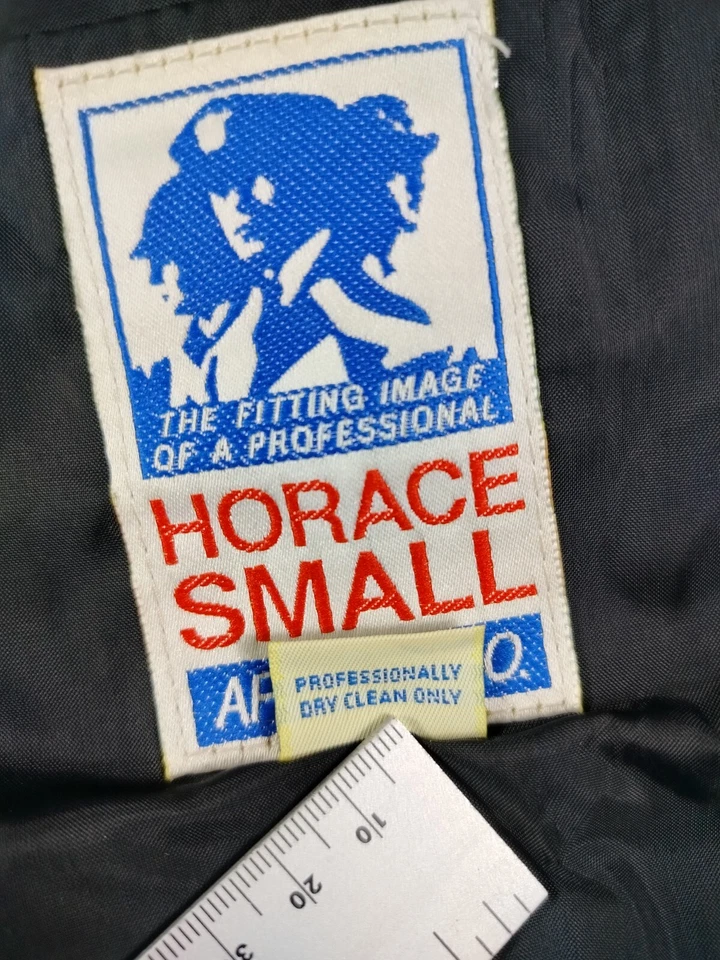 THE FITTING IMAGE
OF A PROFESSIONAL
HORACE
SMALL
PROFESSIONALLY
DRY CLEAN ONLY
10
20